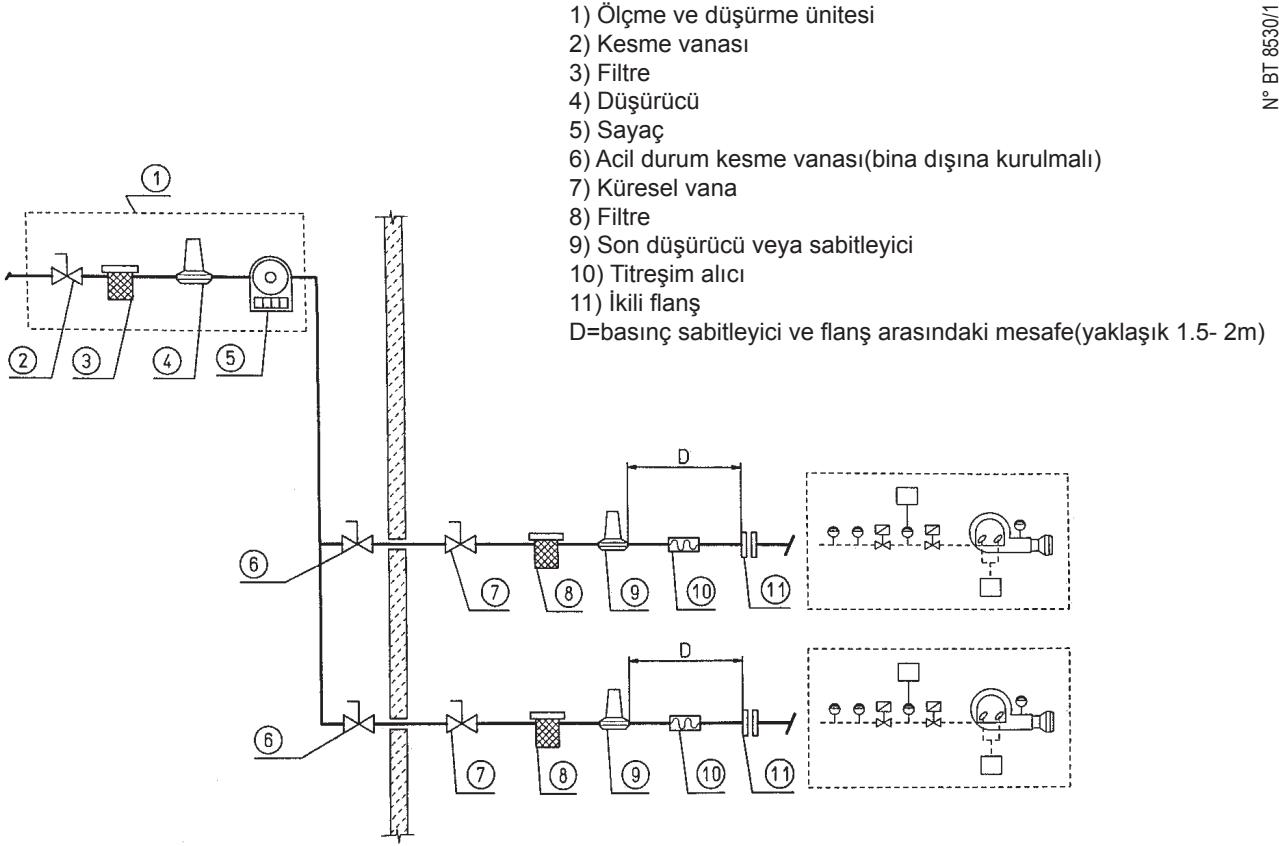 1) Ölçme ve düşürme ünitesi
2) Kesme vanası
3) Filtre
4) Düşürücü
5) Sayaç
6) Acil durum kesme vanası(bina dışına kurulmalı)
7) Küresel vana
8) Filtre
9) Son düşürücü veya sabitleyici
10) Titreşim alıcı
11) İkili flanş
D=basınç sabitleyici ve flanş arasındaki mesafe(yaklaşık 1.5- 2m)
N° BT 8530/1
1
2 3 4 5
D
6 7 8 9 10 11
D
6 7 8 9 10 11